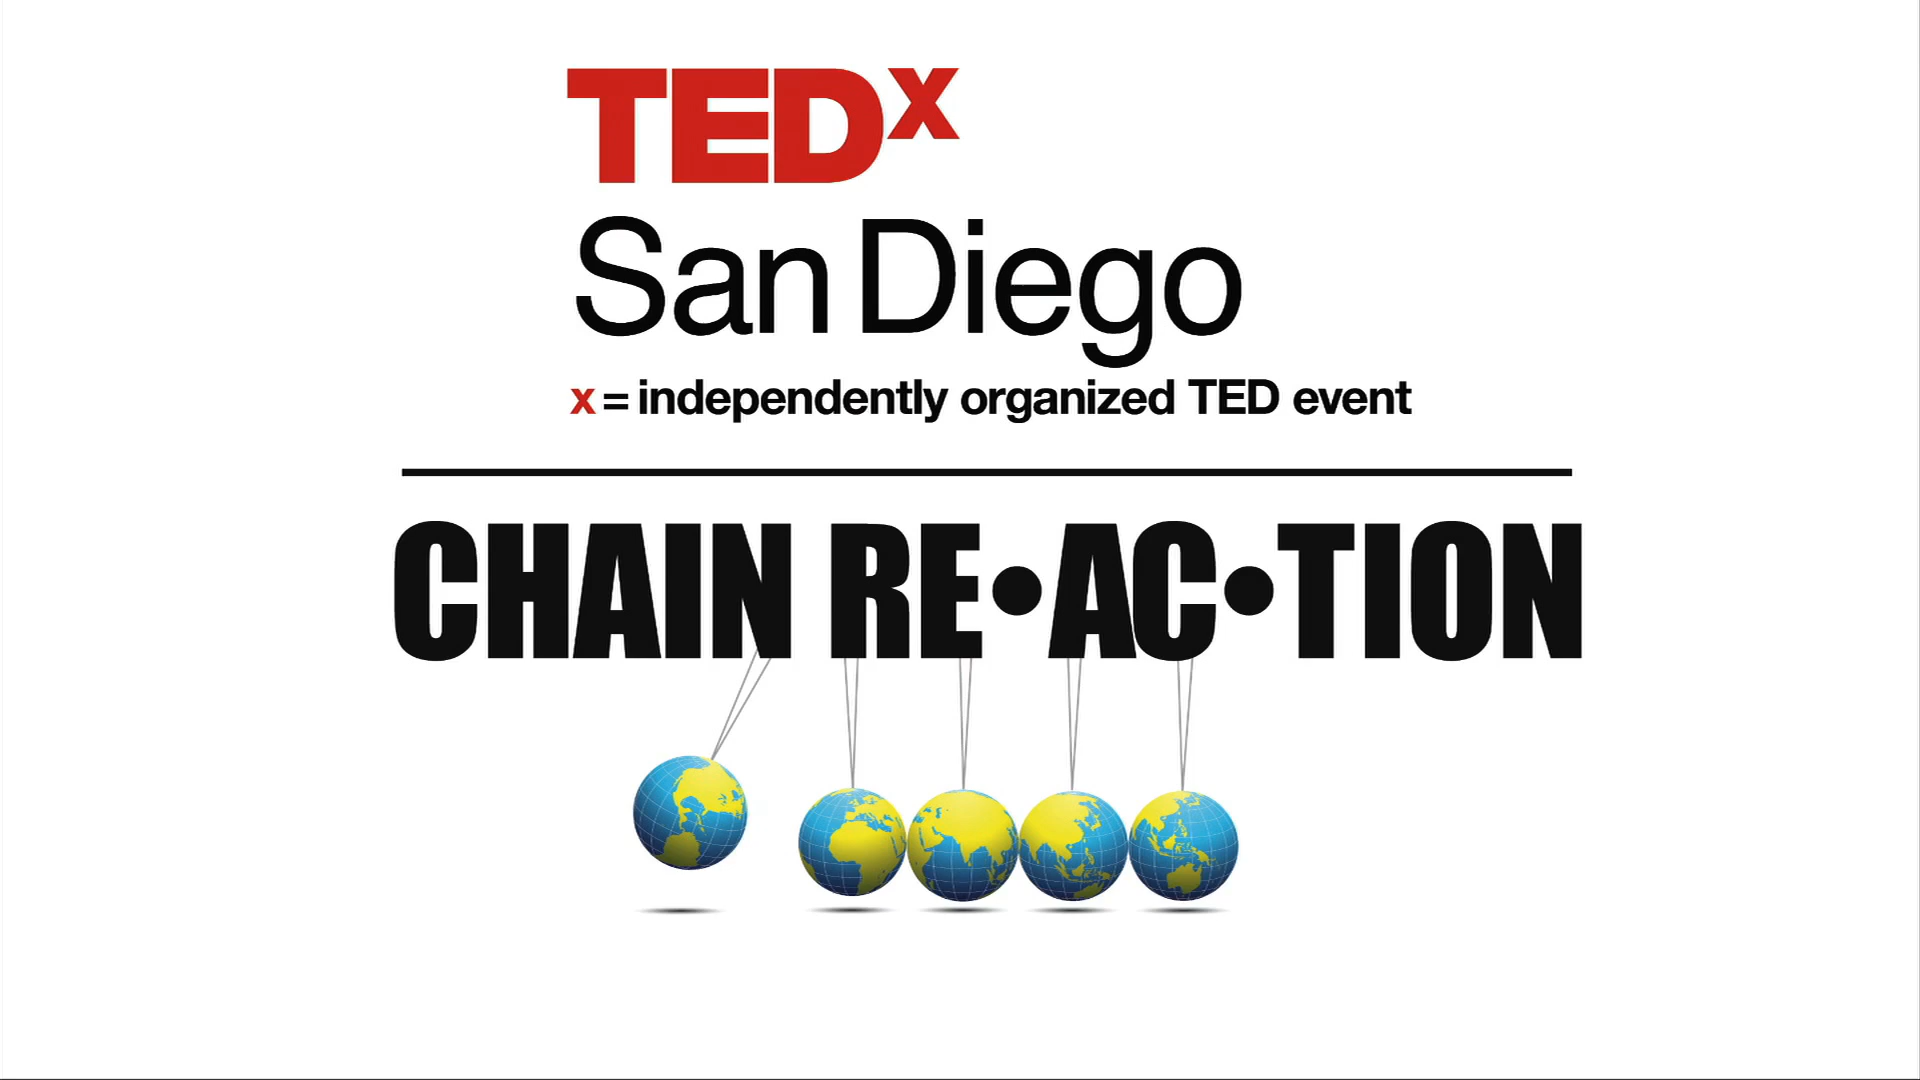 TEDx
San Diego
x = independently organized TED event
CHAIN RE•AC•TION